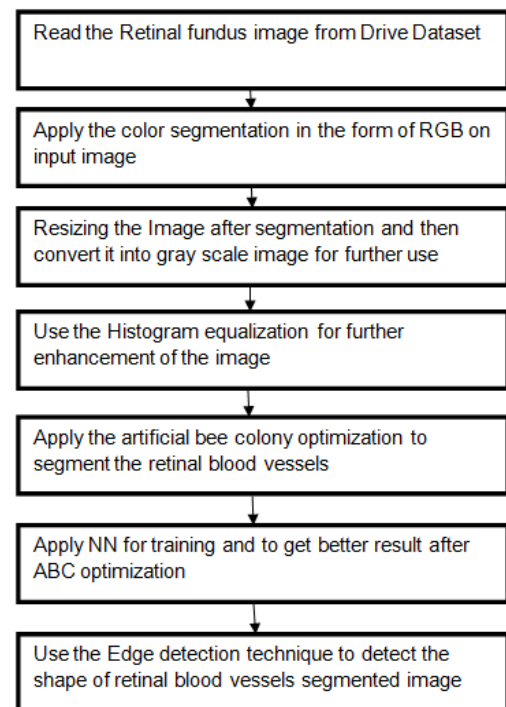 Read the Retinal fundus image from Drive Dataset
Apply the color segmentation in the form of RGB on
input image
Resizing the Image after segmentation and then
convert it into gray scale image for further use
Use the Histogram equalization for further
enhancement of the image
Apply the artificial bee colony optimization to
segment the retinal blood vessels
Apply NN for training and to get better result after
ABC optimization
Use the Edge detection technique to detect the
shape of retinal blood vessels segmented image